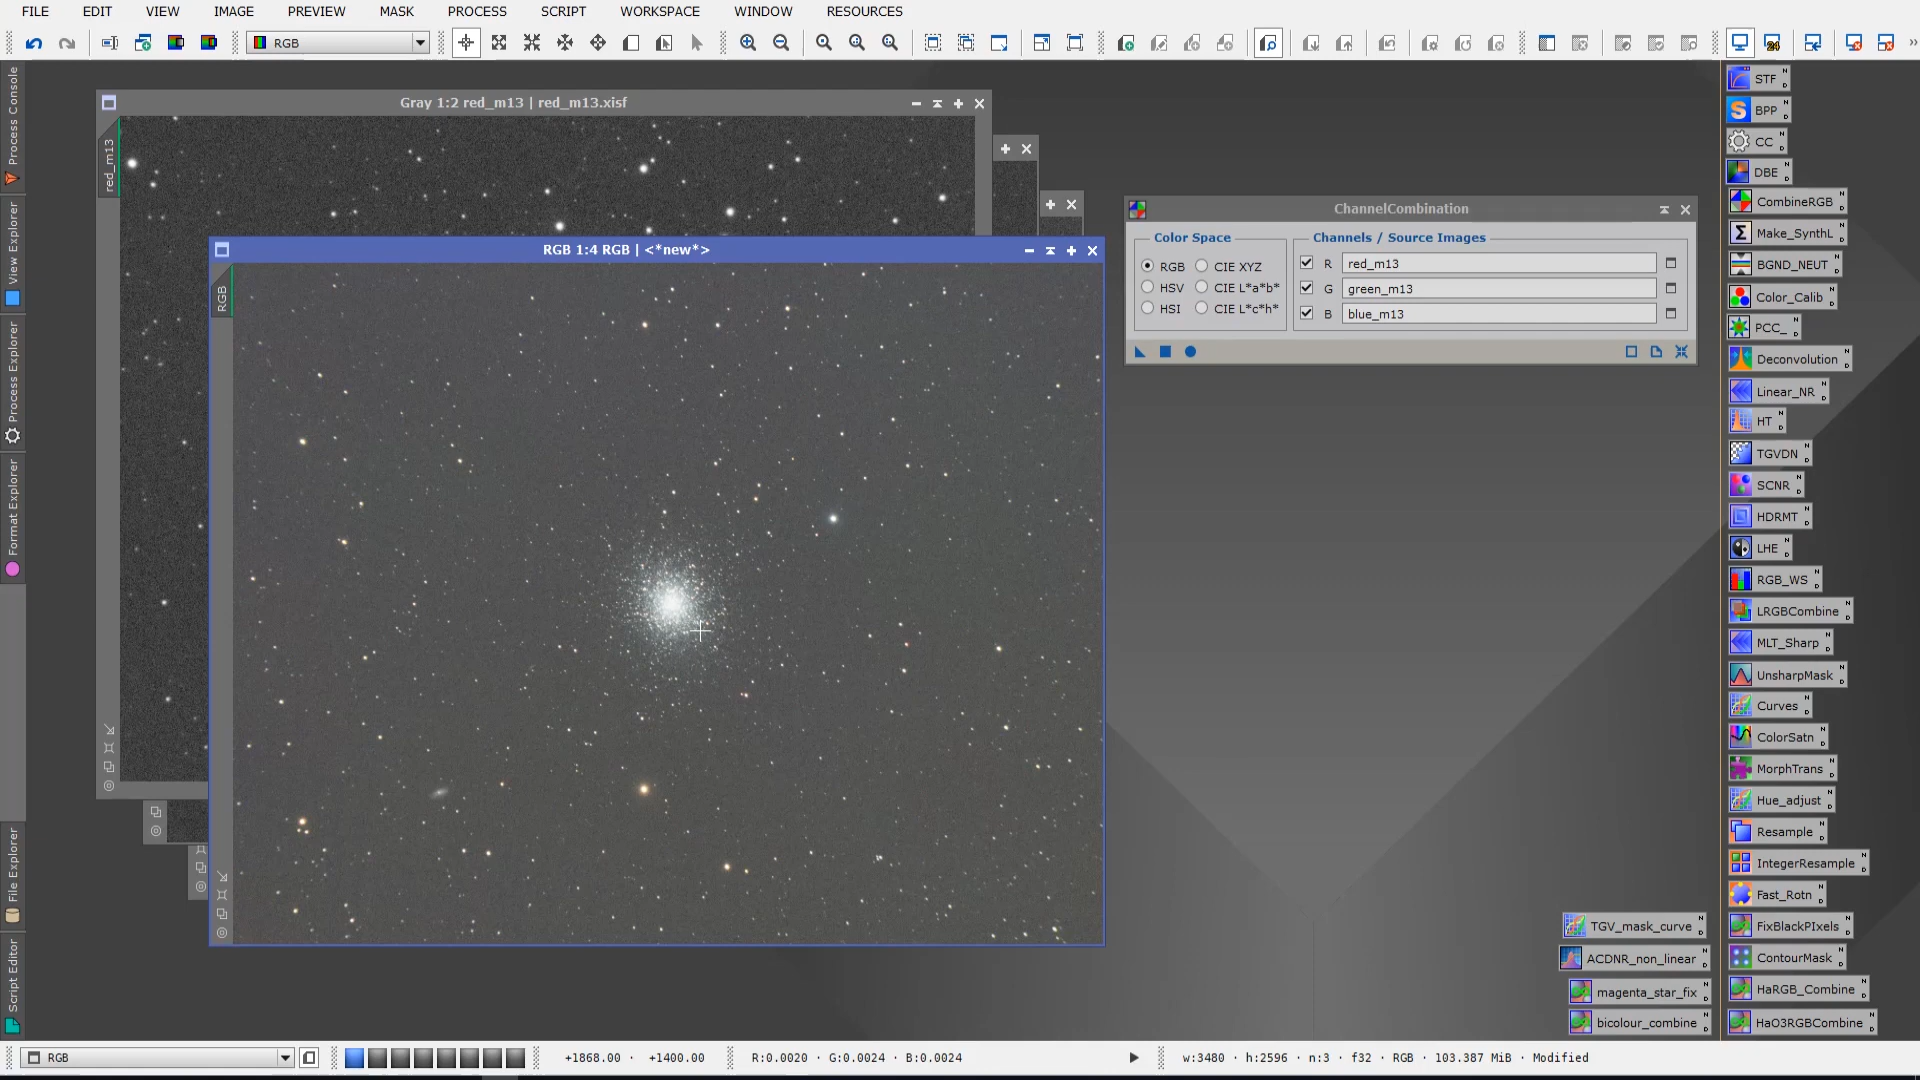 FILE EDIT VIEW IMAGE PREVIEW MASK PROCESS SCRIPT WORKSPACE WINDOW RESOURCES
RGB
24
Process Console
View Explorer
Process Explorer
Format Explorer
File Explorer
Script Editor
Gray 1:2 red_m13 | red_m13.xisf
red_m13
RGB 1:4 RGB | <*new*>
RGB
ChannelCombination
Color Space
RGB CIE XYZ
HSV CIE L*a*b*
HSI CIE L*c*h*
Channels / Source Images
R red_m13
G green_m13
B blue_m13
STF
BPP
CC
DBE
CombineRGB
Make_SynthL
BGND_NEUT
Color_Calib
PCC_
Deconvolution
Linear_NR
HT
TGVDN
SCNR
HDRMT
LHE
RGB_WS
LRGBCombine
MLT_Sharp
UnsharpMask
Curves
ColorSatn
MorphTrans
Hue_adjust
Resample
IntegerResample
Fast_Rotn
FixBlackPIxels
ContourMask
HaRGB_Combine
HaO3RGBCombine
TGV_mask_curve
ACDNR_non_linear
magenta_star_fix
bicolour_combine
RGB
+1868.00 · +1400.00
R:0.0020 · G:0.0024 · B:0.0024
w:3480 · h:2596 · n:3 · f32 · RGB · 103.387 MiB · Modified